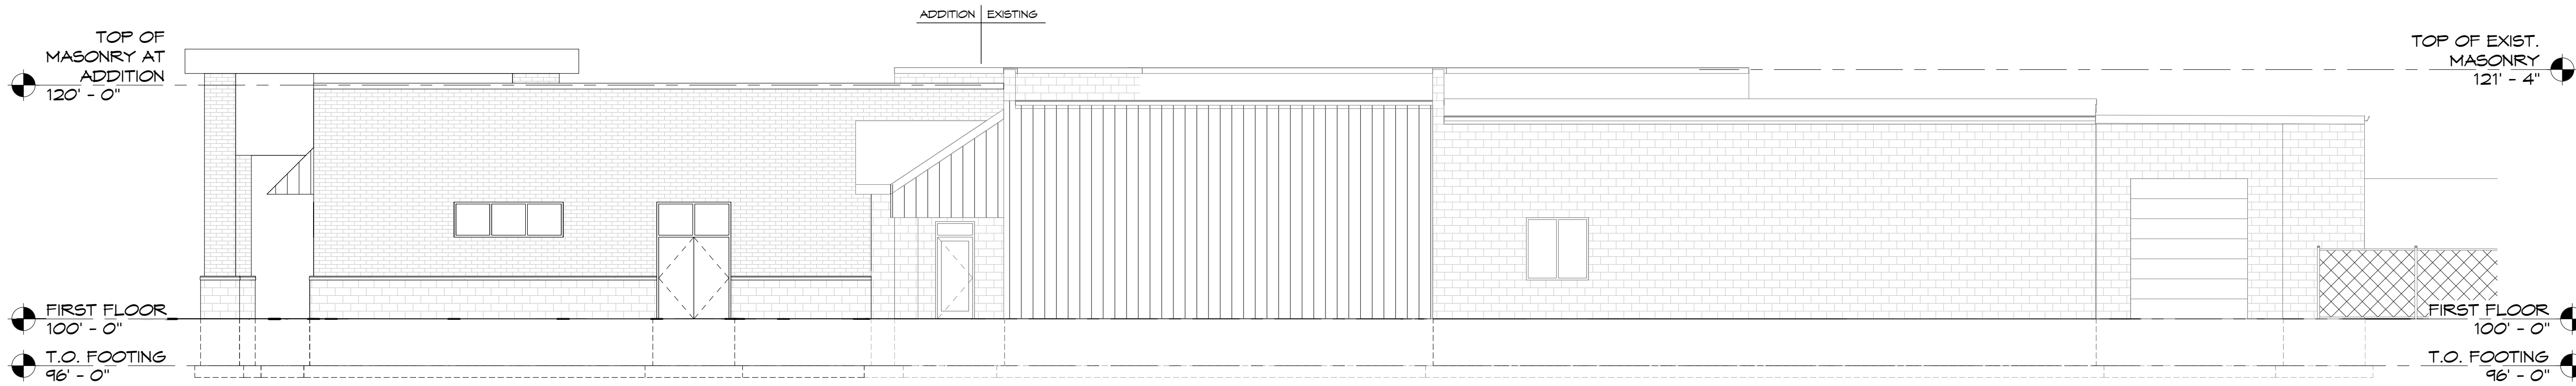 ADDITION EXISTING
TOP OF
MASONRY AT
ADDITION
120' - 0"
TOP OF EXIST.
MASONRY
121' - 4"
FIRST FLOOR
100' - 0"
FIRST FLOOR
100' - 0"
T.O. FOOTING
96' - 0"
T.O. FOOTING
96' - 0"